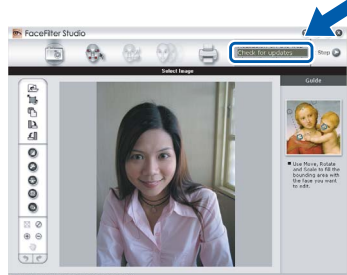 FaceFilter Studio
Check for updates
Step
Select Image
Guide
Use Move, Rotate
and Scale to fill the
bounding area with
the face you want
to edit.